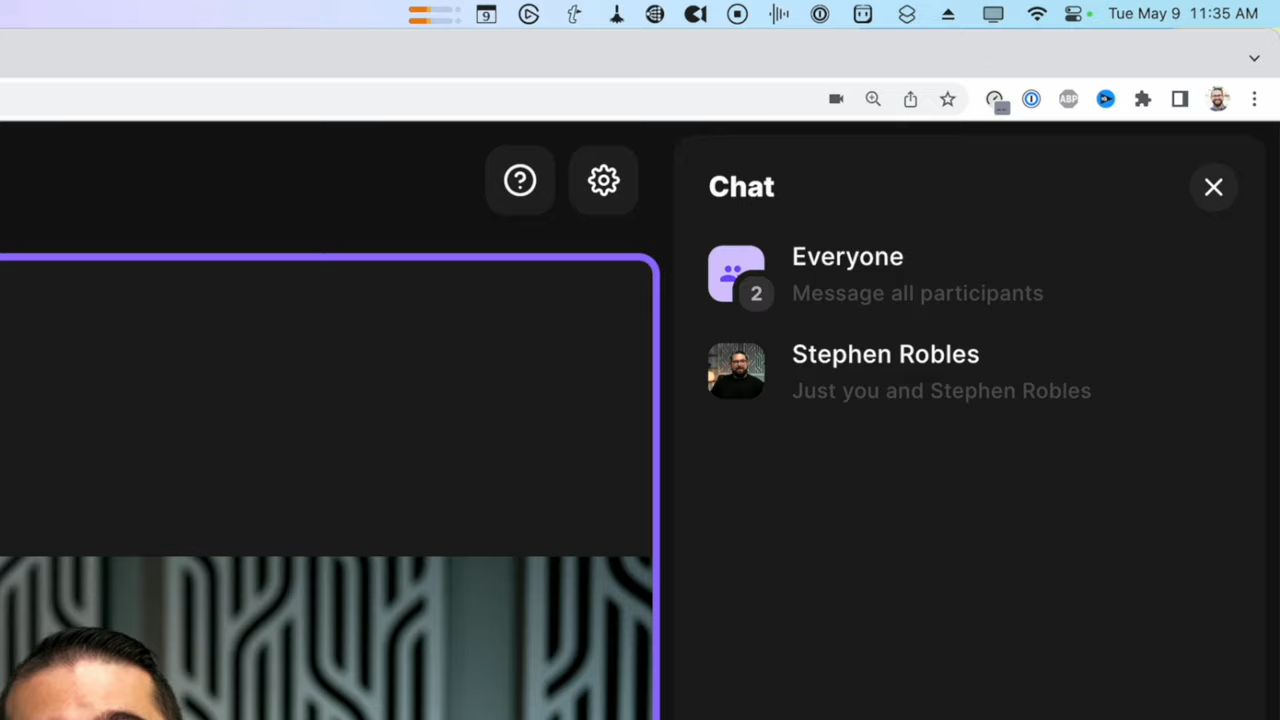 9
Tue May 9 11:35 AM
ABP
Chat
Everyone
2
Message all participants
Stephen Robles
Just you and Stephen Robles